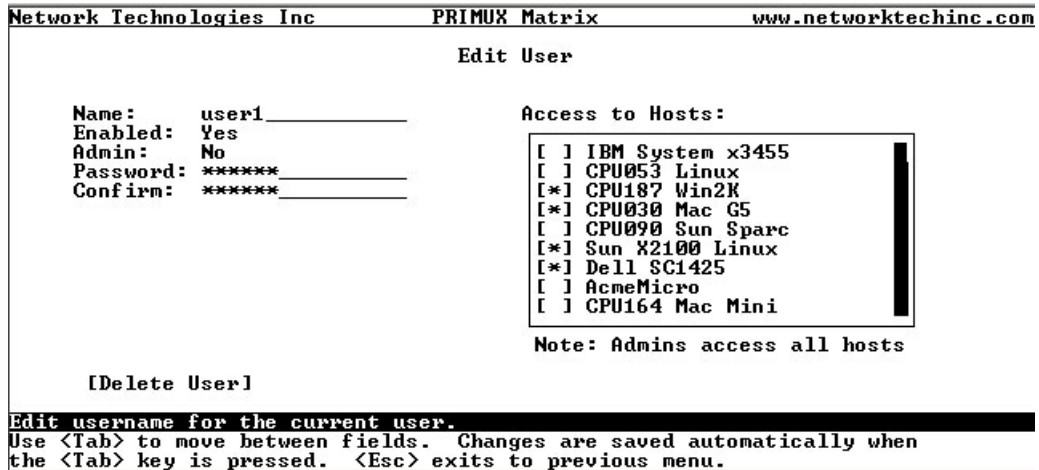 Network Technologies Inc PRIMUX Matrix www.networktechinc.com
Edit User
Name: user1
Enabled: Yes
Admin: No
Password: ******
Confirm: ******
Access to Hosts:
[ ] IBM System x3455
[ ] CPU053 Linux
[*] CPU187 Win2K
[*] CPU030 Mac G5
[ ] CPU090 Sun Sparc
[*] Sun X2100 Linux
[*] Dell SC1425
[ ] AcmeMicro
[ ] CPU164 Mac Mini
Note: Admins access all hosts
[Delete User]
Edit username for the current user.
Use <Tab> to move between fields. Changes are saved automatically when
the <Tab> key is pressed. <Esc> exits to previous menu.